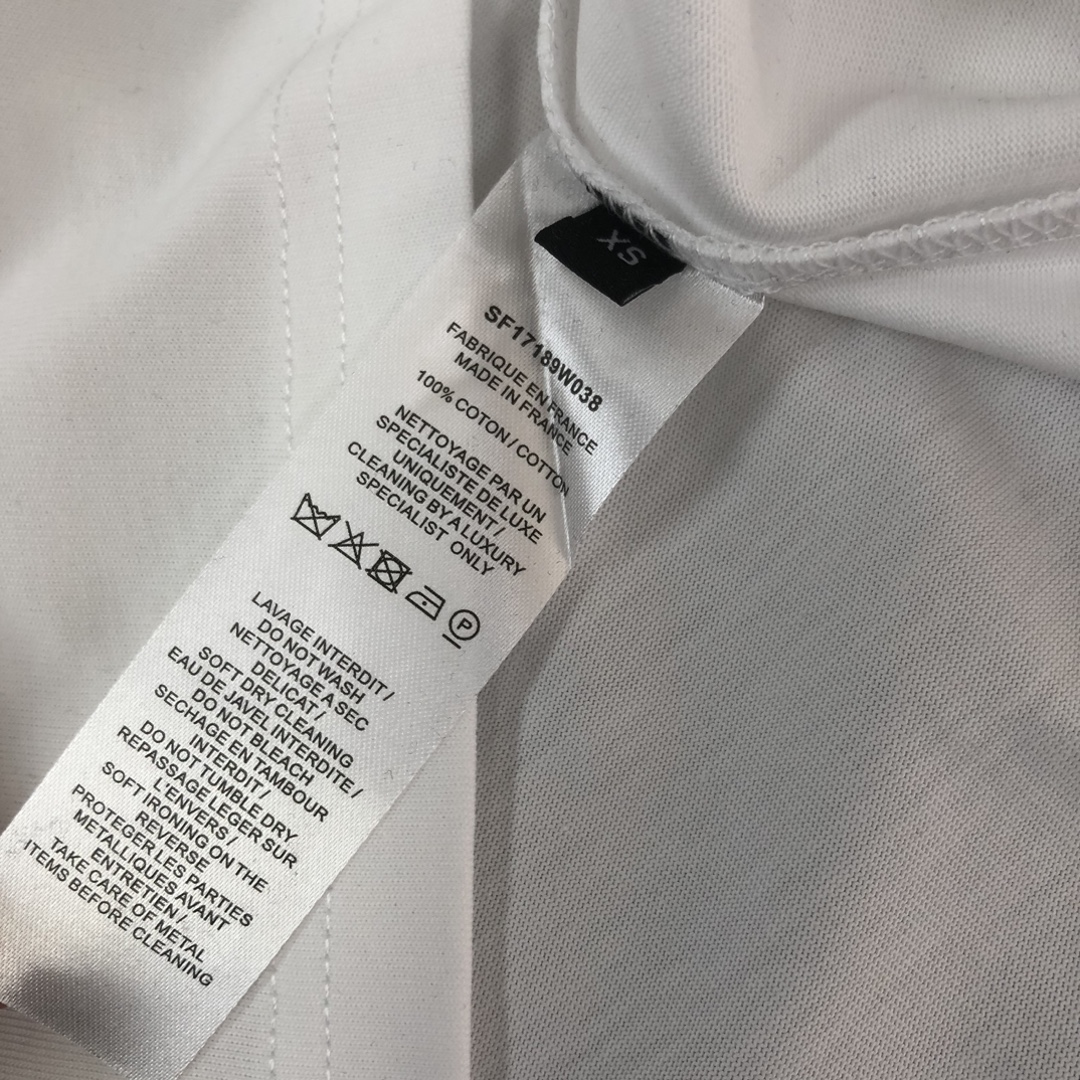 XS
SF17189W038
FABRIQUE EN FRANCE
MADE IN FRANCE
100% COTON / COTTON
NETTOYAGE PAR UN
SPECIALISTE DE LUXE
UNIQUEMENT /
CLEANING BY A LUXURY
SPECIALIST ONLY
P
LAVAGE INTERDIT /
DO NOT WASH
NETTOYAGE A SEC
DELICAT /
SOFT DRY CLEANING
EAU DE JAVEL INTERDITE /
DO NOT BLEACH
SECHAGE EN TAMBOUR
INTERDIT /
DO NOT TUMBLE DRY
REPASSAGE LEGER SUR
L'ENVERS /
SOFT IRONING ON THE
REVERSE
PROTEGER LES PARTIES
METALLIQUES AVANT
ENTRETIEN /
TAKE CARE OF METAL
ITEMS BEFORE CLEANING